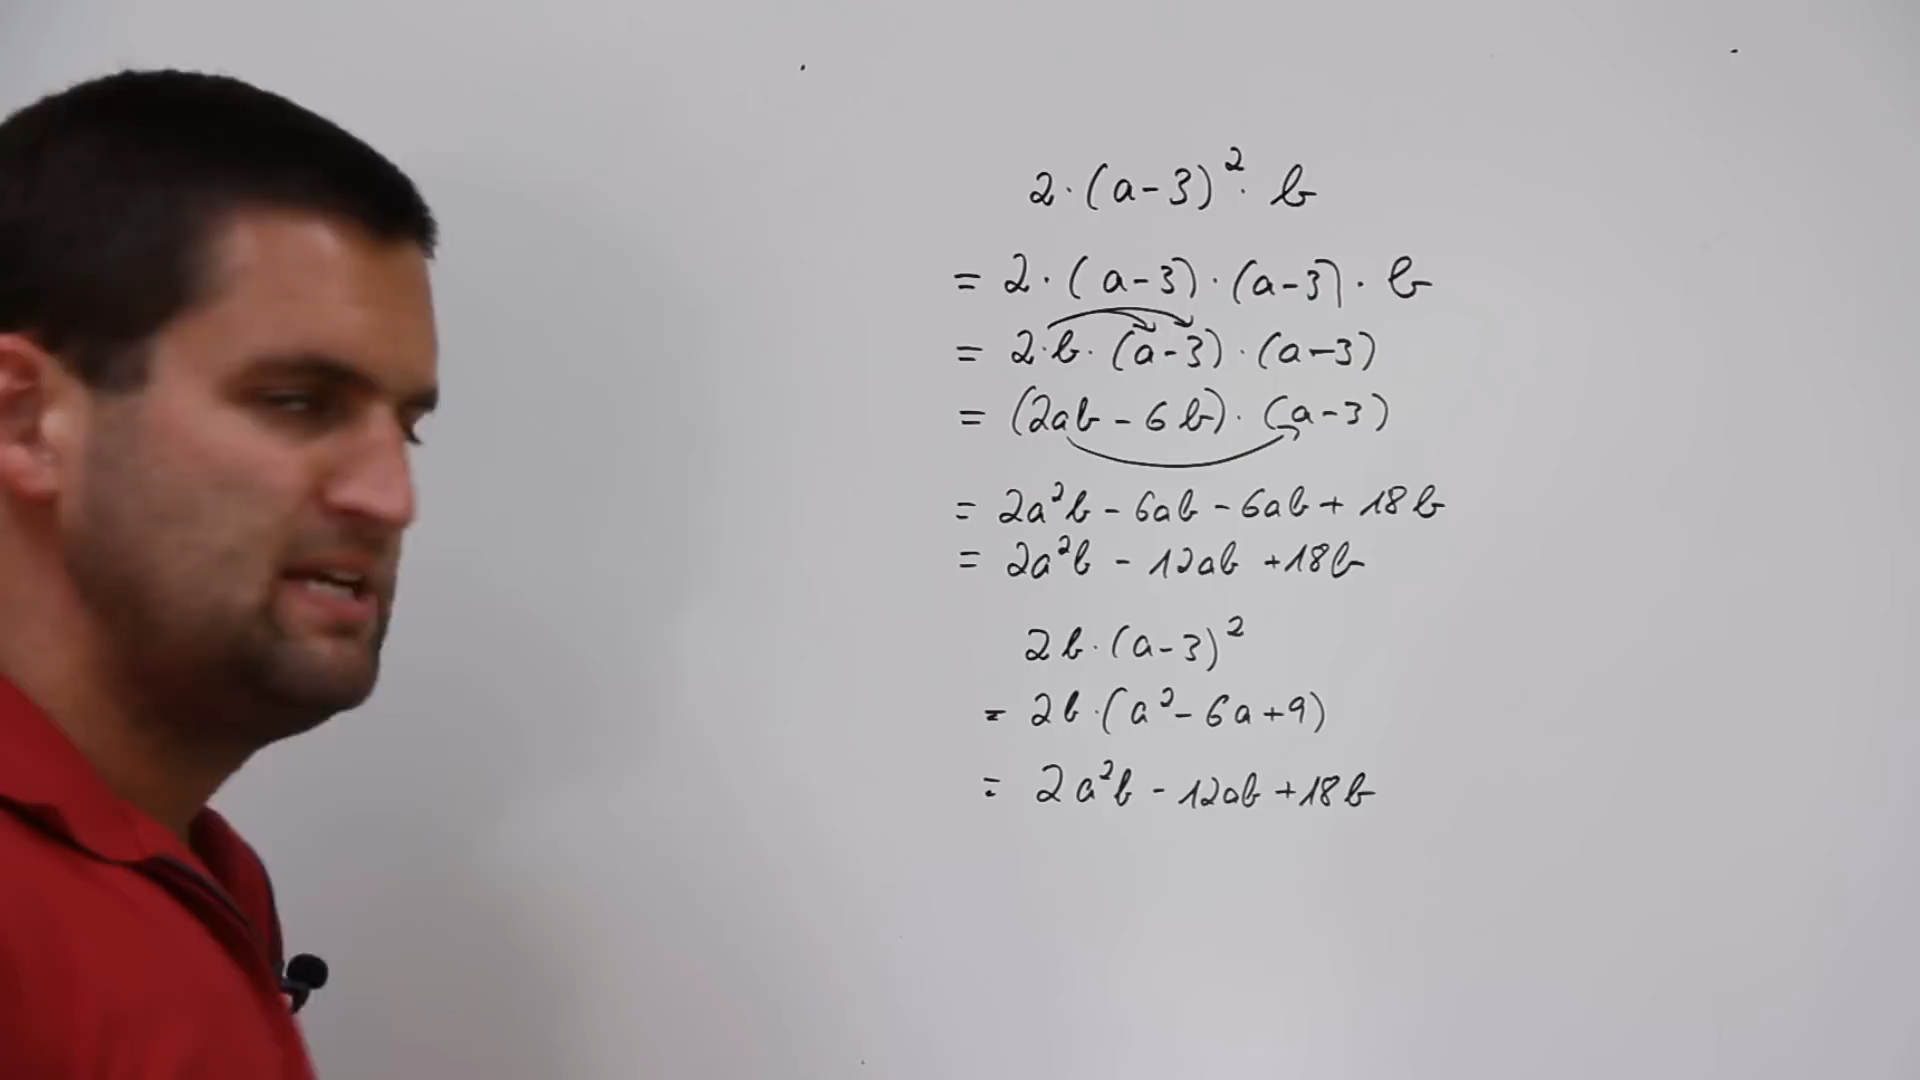 2·(a-3)²· b
= 2·(a-3)·(a-3)· b
= 2·b·(a-3)·(a-3)
= (2ab - 6b)·(a-3)
= 2a²b - 6ab - 6ab + 18b
= 2a²b - 12ab +18b
2b·(a-3)²
= 2b·(a²- 6a+9)
= 2a²b - 12ab +18b